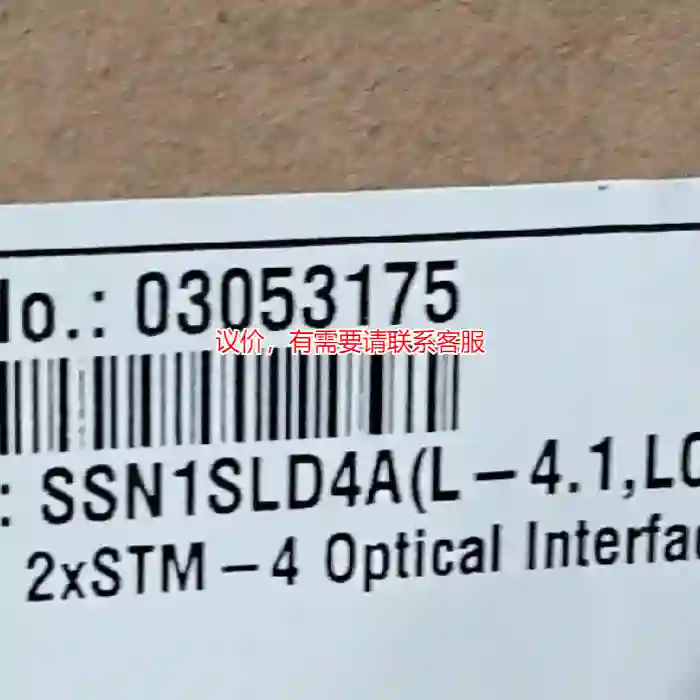 No.: 03053175
议价，有需要请联系客服
: SSN1SLD4A(L-4.1,LC
2xSTM-4 Optical Interfa